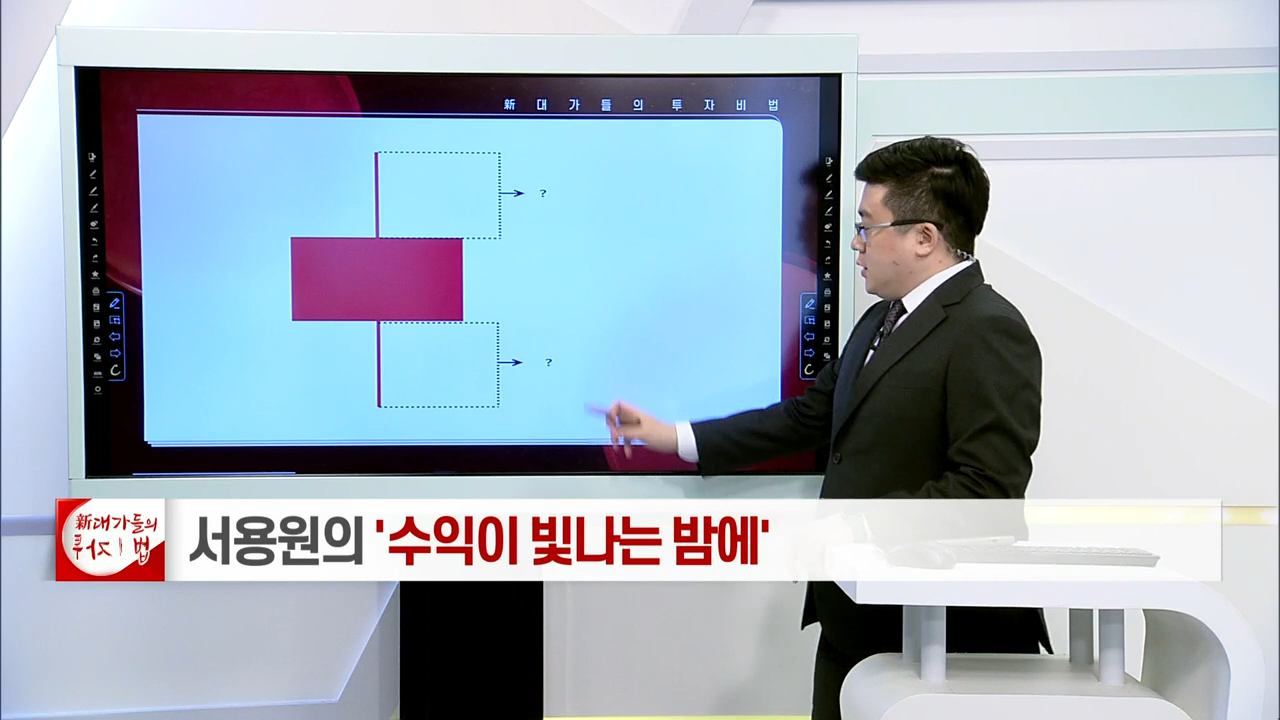 新 대 가 들 의 투 자 비 법
?
?
新대가들의
투자비법
서용원의 '수익이 빛나는 밤에'